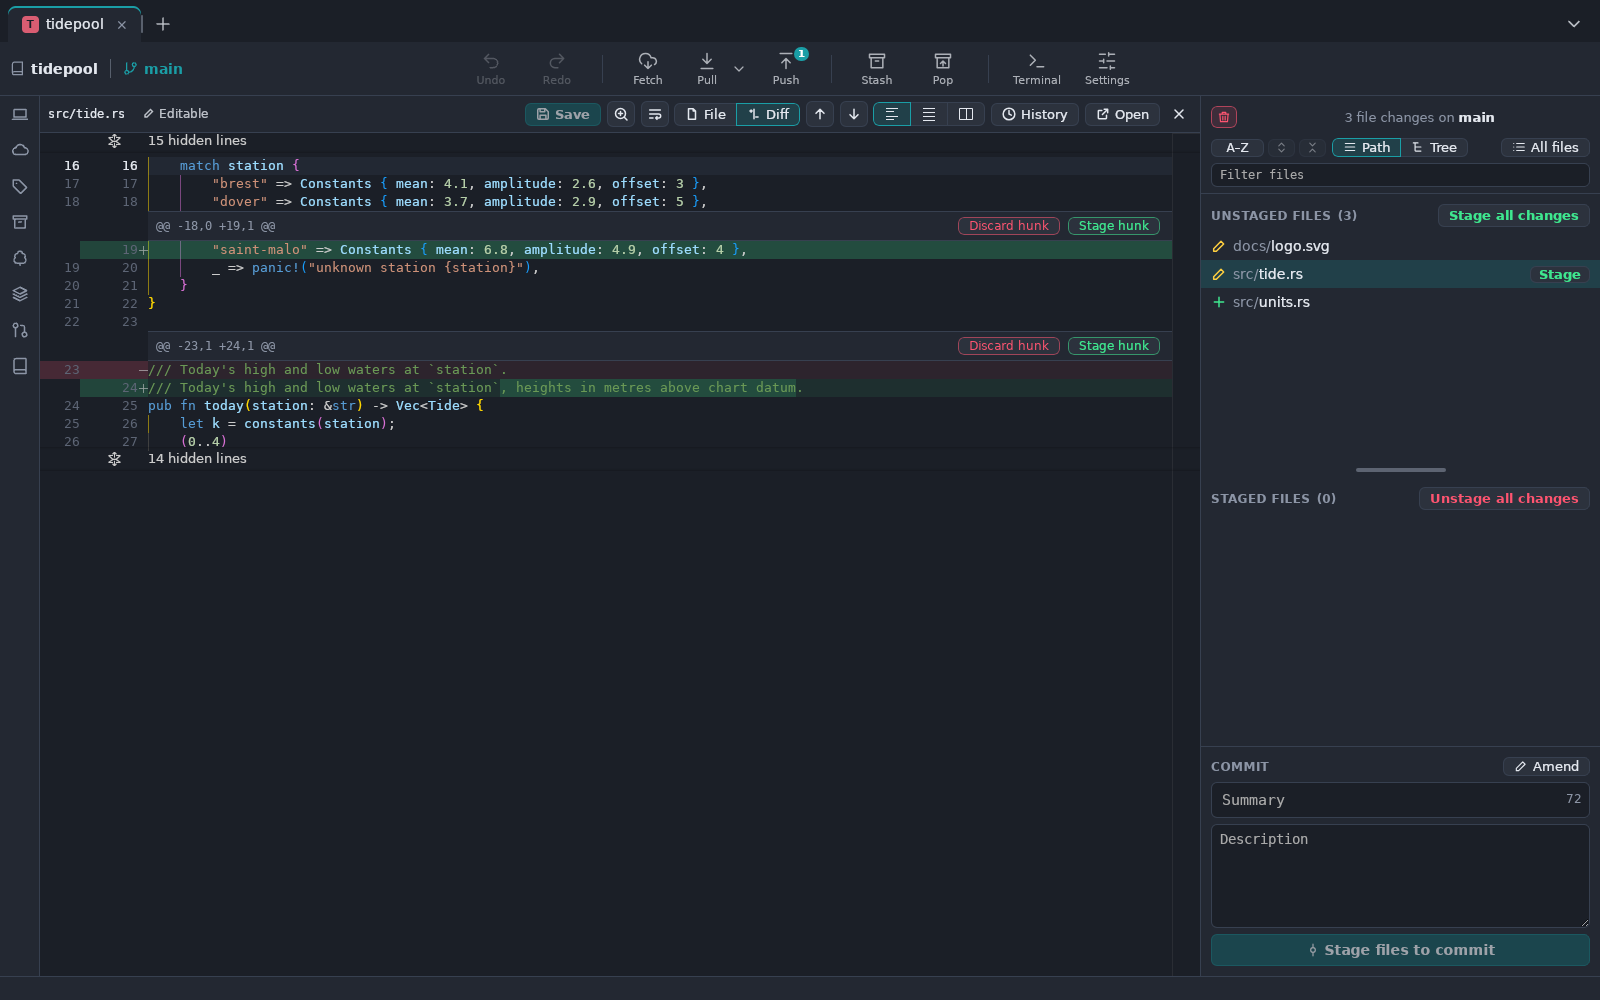 T tidepool
tidepool main
Undo Redo Fetch Pull Push 1 Stash Pop Terminal Settings
src/tide.rs Editable Save File Diff History Open
15 hidden lines
16 16 match station {
17 17 "brest" => Constants { mean: 4.1, amplitude: 2.6, offset: 3 },
18 18 "dover" => Constants { mean: 3.7, amplitude: 2.9, offset: 5 },
@@ -18,0 +19,1 @@ Discard hunk Stage hunk
19+ "saint-malo" => Constants { mean: 6.8, amplitude: 4.9, offset: 4 },
19 20 _ => panic!("unknown station {station}"),
20 21 }
21 22 }
22 23
@@ -23,1 +24,1 @@ Discard hunk Stage hunk
23 —/// Today's high and low waters at `station`.
24+/// Today's high and low waters at `station`, heights in metres above chart datum.
24 25 pub fn today(station: &str) -> Vec<Tide> {
25 26 let k = constants(station);
26 27 (0..4)
14 hidden lines
3 file changes on main
A–Z Path Tree All files
Filter files
UNSTAGED FILES (3) Stage all changes
docs/logo.svg
src/tide.rs Stage
src/units.rs
STAGED FILES (0) Unstage all changes
COMMIT Amend
Summary 72
Description
Stage files to commit